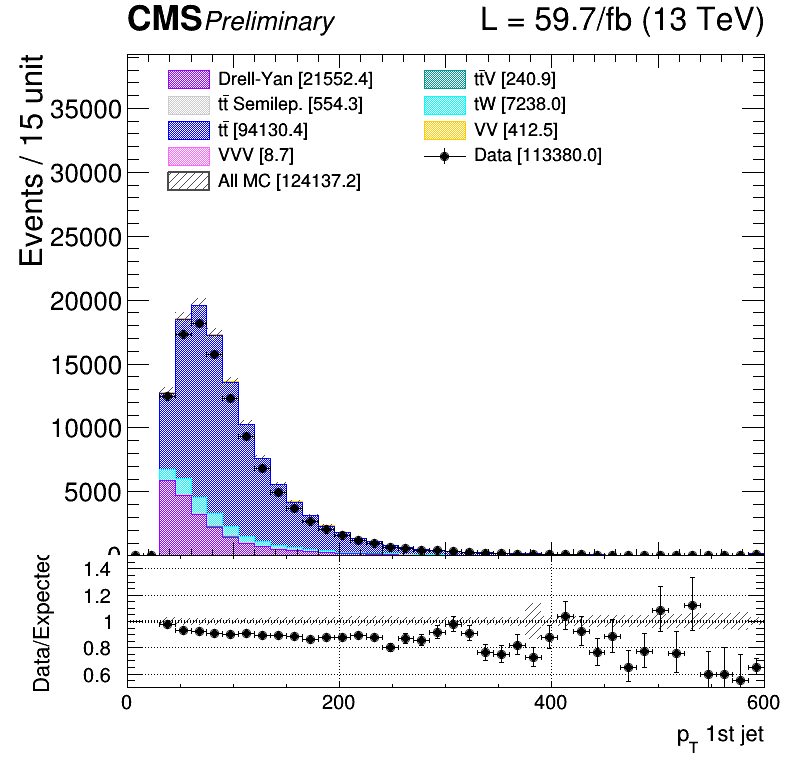 CMS Preliminary L = 59.7/fb (13 TeV)
Events / 15 unit
Drell-Yan [21552.4]
tt̄V [240.9]
tt̄ Semilep. [554.3]
tW [7238.0]
tt̄ [94130.4]
VV [412.5]
VVV [8.7]
Data [113380.0]
All MC [124137.2]
35000
30000
25000
20000
15000
10000
5000
0
Data/Expected
1.4
1.2
1
0.8
0.6
0 200 400 600
p_T 1st jet